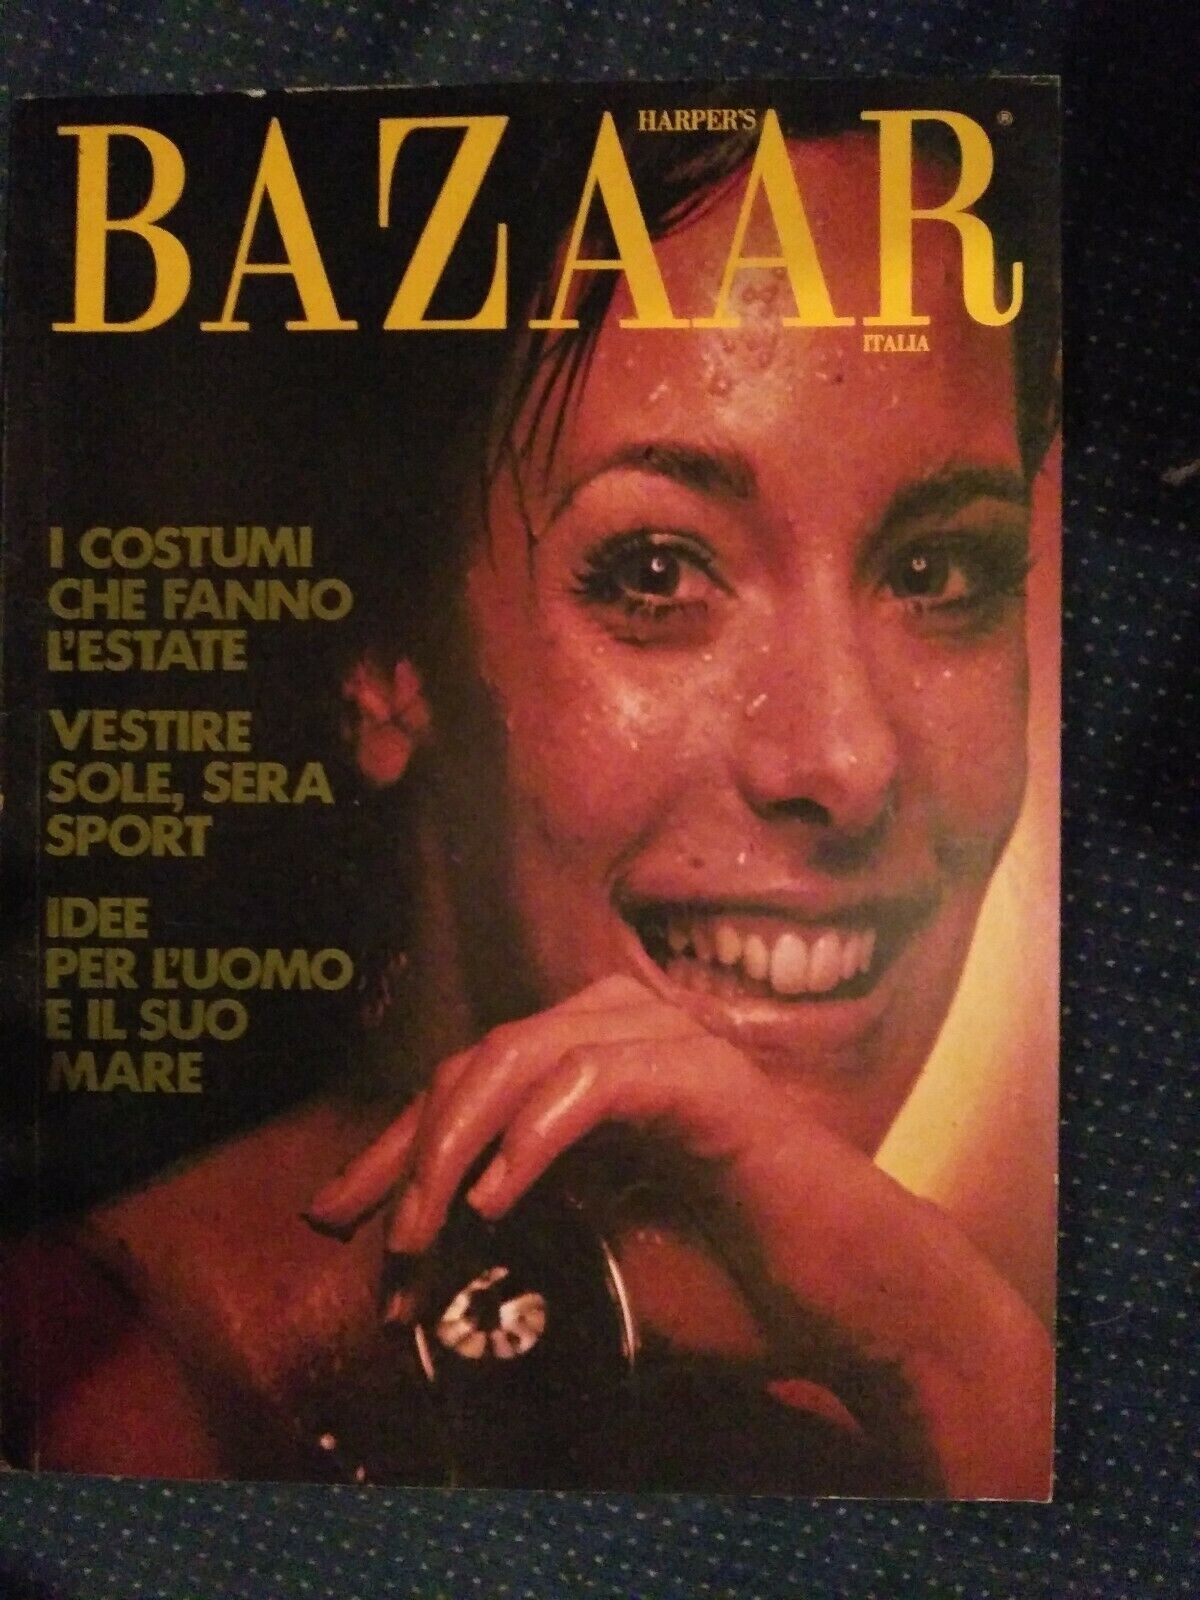 HARPER'S
BAZAAR®
ITALIA
I COSTUMI
CHE FANNO
L'ESTATE
VESTIRE
SOLE, SERA
SPORT
IDEE
PER L'UOMO
E IL SUO
MARE